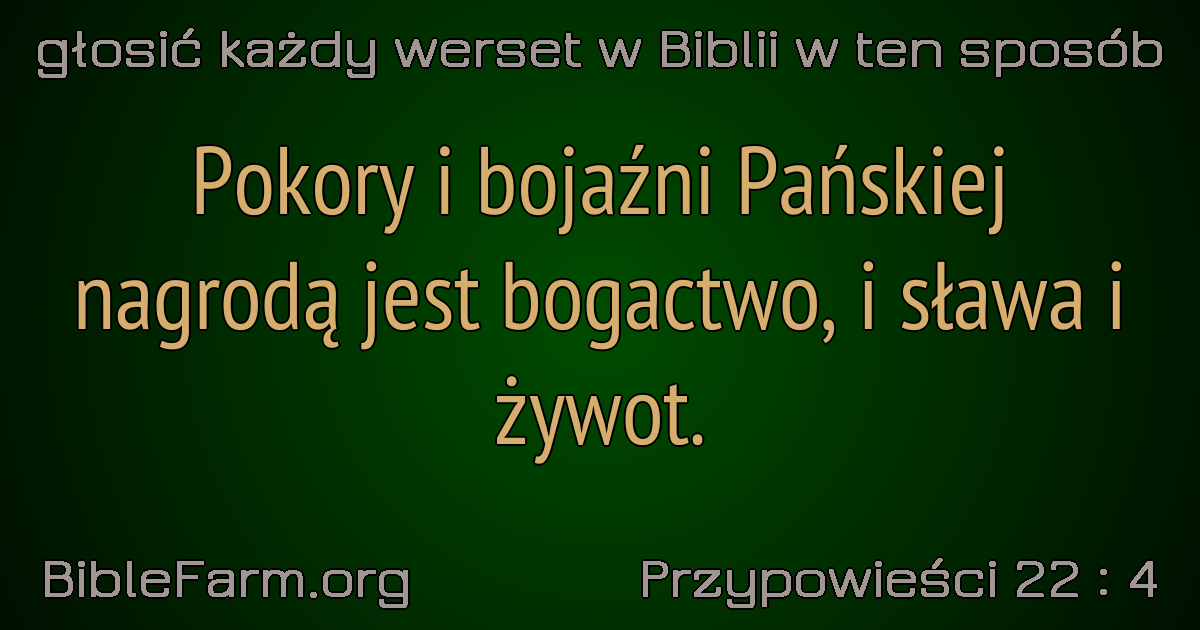 głosić każdy werset w Biblii w ten sposób
Pokory i bojaźni Pańskiej
nagrodą jest bogactwo, i sława i
żywot.
BibleFarm.org
Przypowieści 22 : 4